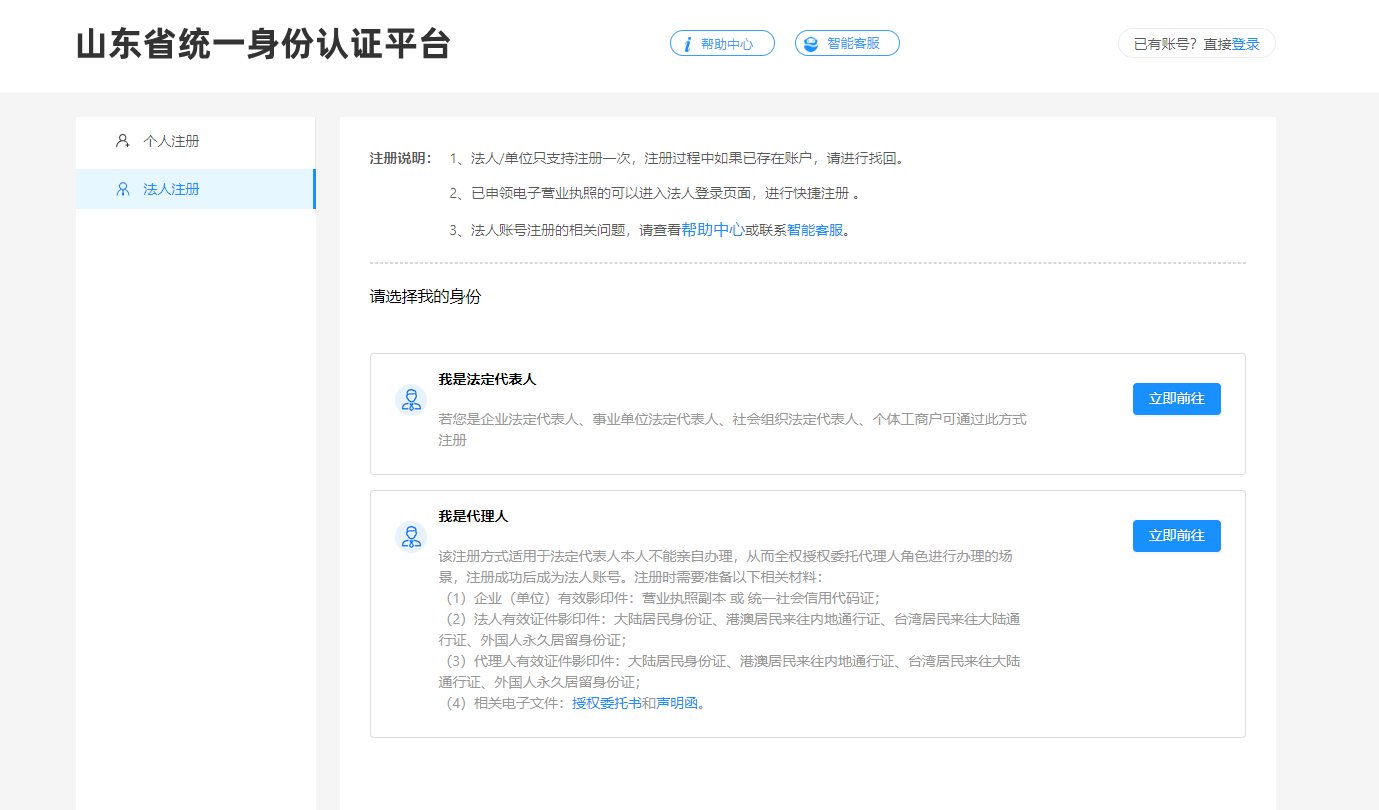 山东省统一身份认证平台
帮助中心
智能客服
已有账号？直接登录
个人注册
法人注册
注册说明：
1、法人/单位只支持注册一次，注册过程中如果已存在账户，请进行找回。
2、已申领电子营业执照的可以进入法人登录页面，进行快捷注册 。
3、法人账号注册的相关问题，请查看帮助中心或联系智能客服。
请选择我的身份
我是法定代表人
若您是企业法定代表人、事业单位法定代表人、社会组织法定代表人、个体工商户可通过此方式
注册
立即前往
我是代理人
该注册方式适用于法定代表人本人不能亲自办理，从而全权授权委托代理人角色进行办理的场
景，注册成功后成为法人账号。注册时需要准备以下相关材料：
（1）企业（单位）有效影印件：营业执照副本 或 统一社会信用代码证；
（2）法人有效证件影印件：大陆居民身份证、港澳居民来往内地通行证、台湾居民来往大陆通
行证、外国人永久居留身份证；
（3）代理人有效证件影印件：大陆居民身份证、港澳居民来往内地通行证、台湾居民来往大陆
通行证、外国人永久居留身份证；
（4）相关电子文件：授权委托书和声明函。
立即前往